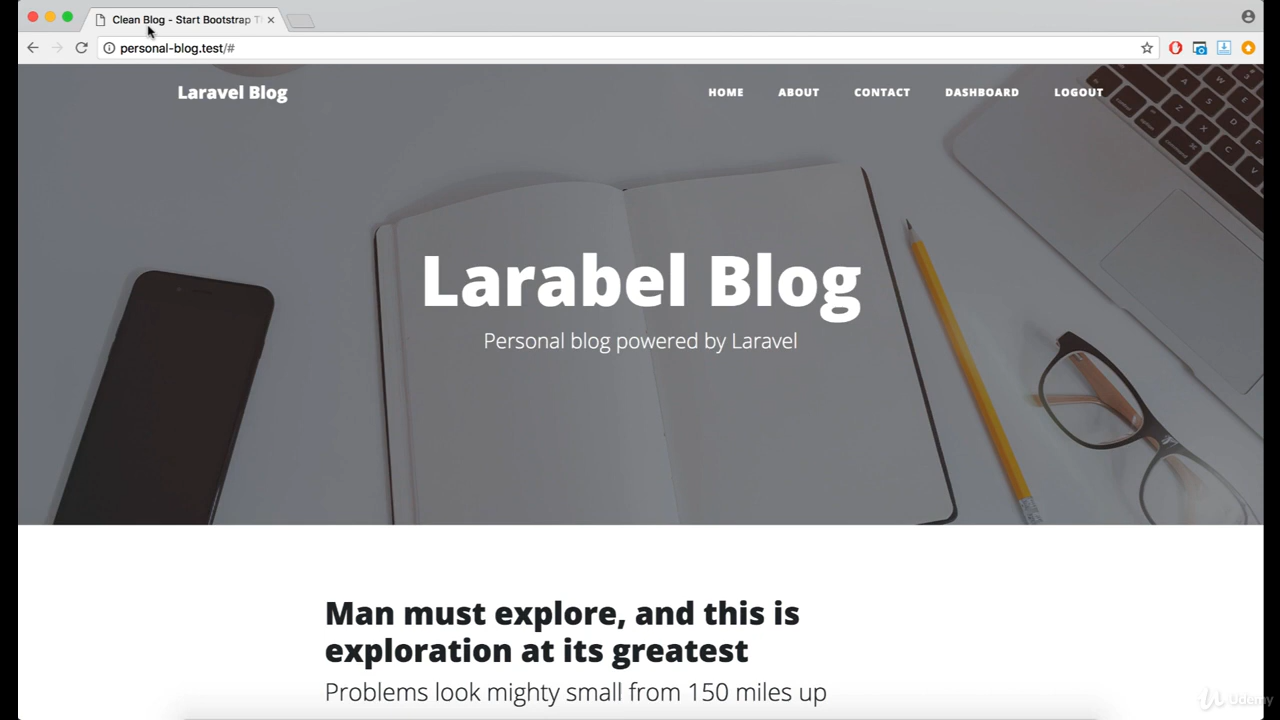 Clean Blog - Start Bootstrap
personal-blog.test/#
Laravel Blog
HOME ABOUT CONTACT DASHBOARD LOGOUT
Larabel Blog
Personal blog powered by Laravel
Man must explore, and this is
exploration at its greatest
Problems look mighty small from 150 miles up
Udemy